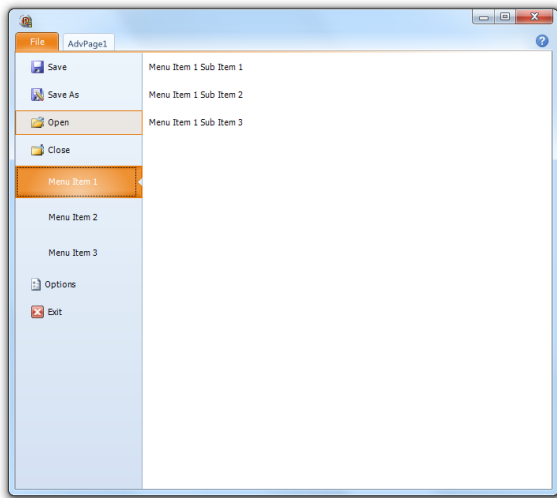 File AdvPage1
Save
Save As
Open
Close
Menu Item 1
Menu Item 2
Menu Item 3
Options
Exit
Menu Item 1 Sub Item 1
Menu Item 1 Sub Item 2
Menu Item 1 Sub Item 3